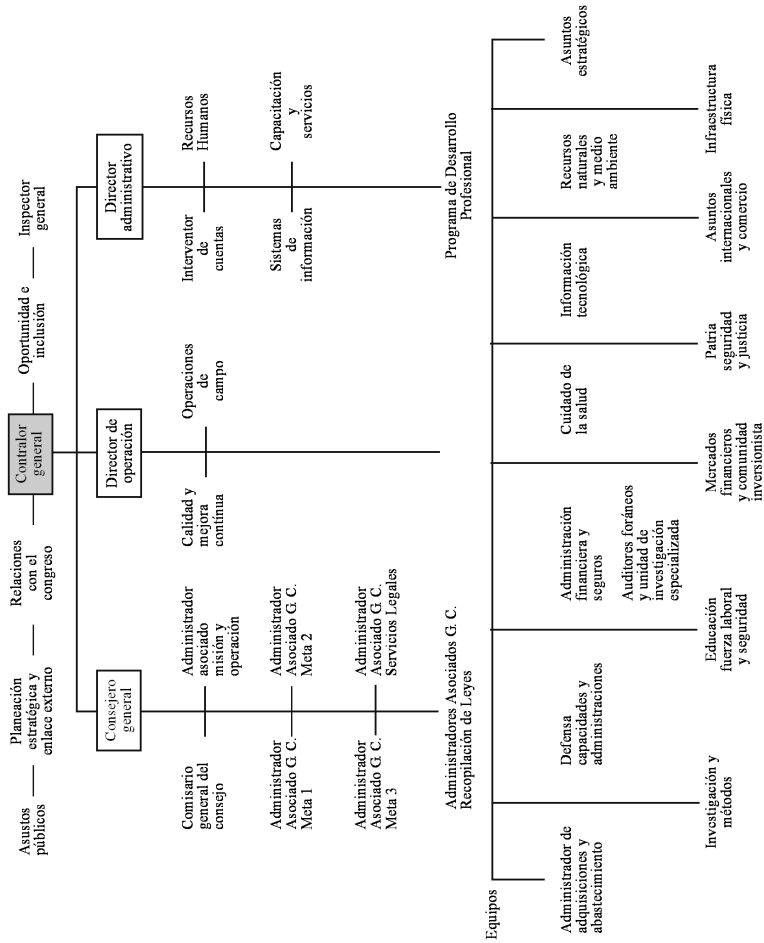 Contralor
general
Asustos
públicos
Planeación
estratégica y
enlace externo
Relaciones
con el
congreso
Oportunidad e
inclusión
Inspector
general
Consejero
general
Director de
operación
Director
administrativo
Comisario
general del
consejo
Administrador
asociado
misión y
operación
Administrador
Asociado G. C.
Meta 1
Administrador
Asociado G. C.
Meta 2
Administrador
Asociado G. C.
Meta 3
Administrador
Asociado G. C.
Servicios Legales
Administradores Asociados G. C.
Recopilación de Leyes
Calidad y
mejora
contínua
Operaciones
de
campo
Interventor
de
cuentas
Recursos
Humanos
Sistemas
de
información
Capacitación
y
servicios
Programa de Desarrollo
Profesional
Equipos
Administrador de
adquisiciones y
abastecimiento
Defensa
capacidades y
administraciones
Administración
financiera y
seguros
Auditores foráneos
y unidad de
investigación
especializada
Cuidado de
la salud
Información
tecnológica
Recursos
naturales
y medio
ambiente
Asuntos
estratégicos
Investigación y
métodos
Educación
fuerza laboral
y seguridad
Mercados
financieros
y comunidad
inversionista
Patria
seguridad
y justicia
Asuntos
internacionales
y comercio
Infraestructura
física